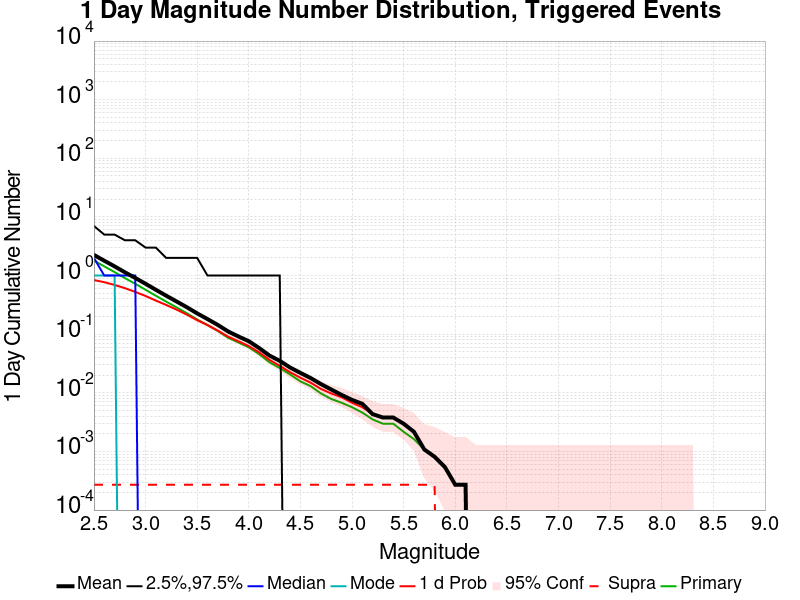 1 Day Magnitude Number Distribution, Triggered Events
10 4
10 3
10 2
10 1
10 0
10 -1
10 -2
10 -3
10 -4
1 Day Cumulative Number
2.5 3.0 3.5 4.0 4.5 5.0 5.5 6.0 6.5 7.0 7.5 8.0 8.5 9.0
Magnitude
Mean 2.5%,97.5% Median Mode 1 d Prob 95% Conf Supra Primary